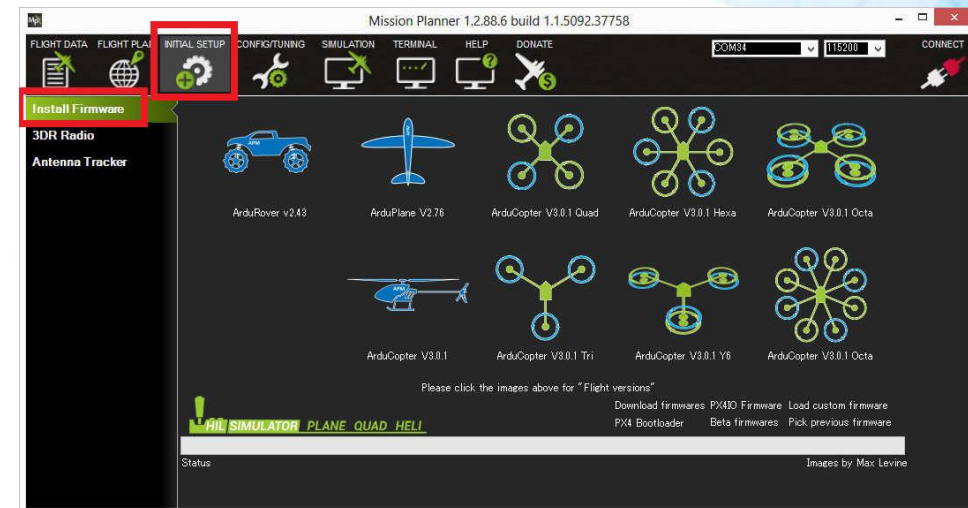 Mission Planner 1.2.88.6 build 1.1.5092.37758
FLIGHT DATA FLIGHT PLAN INITIAL SETUP CONFIG/TUNING SIMULATION TERMINAL HELP DONATE COM34 115200 CONNECT
Install Firmware
3DR Radio
Antenna Tracker
APM
ArduRover v2.43 ArduPlane V2.76 ArduCopter V3.0.1 Quad ArduCopter V3.0.1 Hexa ArduCopter V3.0.1 Octa
APM
ArduCopter V3.0.1 ArduCopter V3.0.1 Tri ArduCopter V3.0.1 Y6 ArduCopter V3.0.1 Octa
Please click the images above for "Flight versions"
Download firmwares PX4IO Firmware Load custom firmware
HIL SIMULATOR PLANE QUAD HELI PX4 Bootloader Beta firmwares Pick previous firmware
Status Images by Max Levine